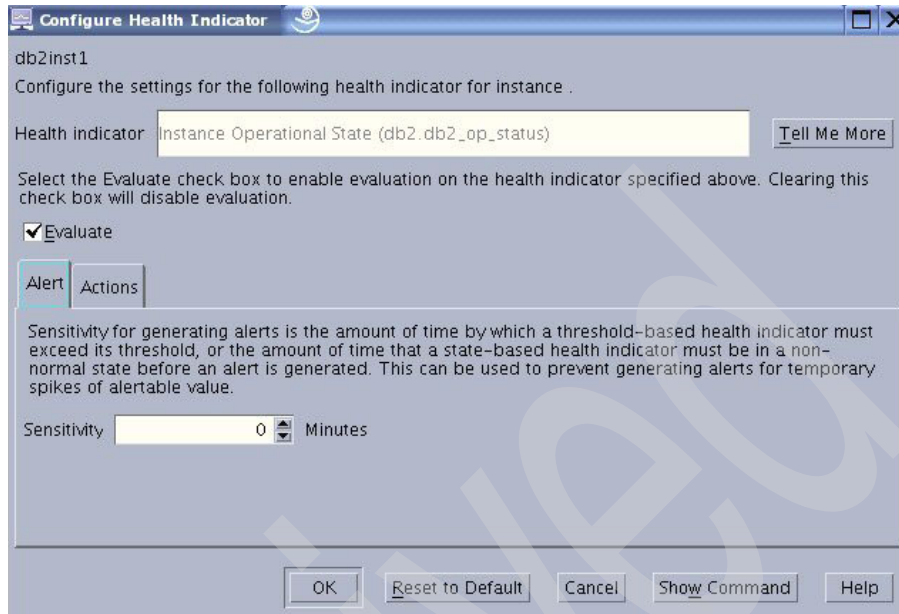 Configure Health Indicator
db2inst1
Configure the settings for the following health indicator for instance .
Health indicator Instance Operational State (db2.db2_op_status) Tell Me More
Select the Evaluate check box to enable evaluation on the health indicator specified above. Clearing this
check box will disable evaluation.
Evaluate
Alert Actions
Sensitivity for generating alerts is the amount of time by which a threshold-based health indicator must
exceed its threshold, or the amount of time that a state-based health indicator must be in a non-
normal state before an alert is generated. This can be used to prevent generating alerts for temporary
spikes of alertable value.
Sensitivity 0 Minutes
OK Reset to Default Cancel Show Command Help